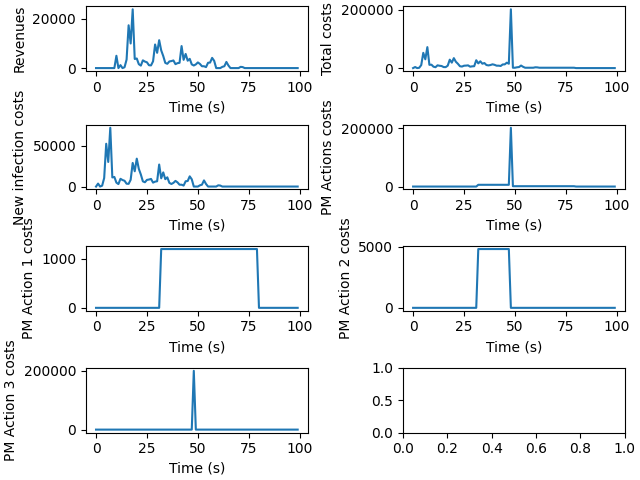 Revenues
20000
0
0 25 50 75 100
Time (s)
Total costs
200000
0
0 25 50 75 100
Time (s)
New infection costs
50000
0
0 25 50 75 100
Time (s)
PM Actions costs
200000
0
0 25 50 75 100
Time (s)
PM Action 1 costs
1000
0
0 25 50 75 100
Time (s)
PM Action 2 costs
5000
0
0 25 50 75 100
Time (s)
PM Action 3 costs
200000
0
0 25 50 75 100
Time (s)
1.0
0.5
0.0
0.0 0.2 0.4 0.6 0.8 1.0